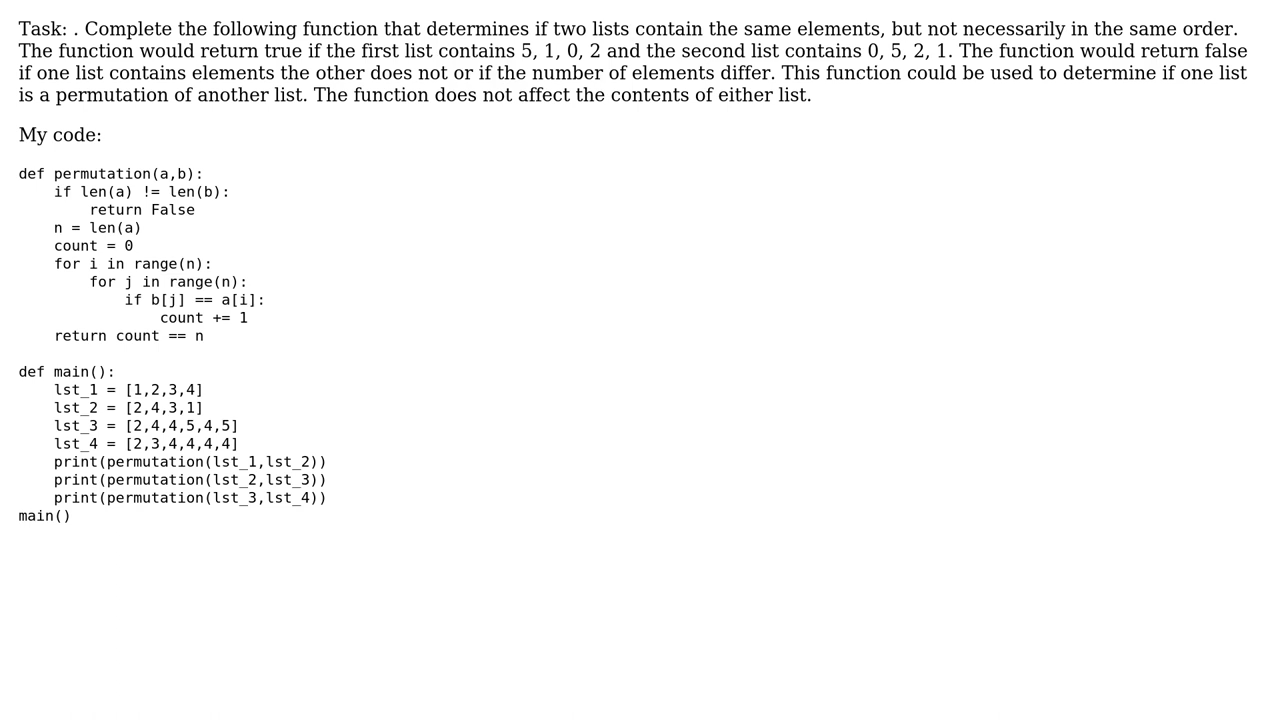 Task: . Complete the following function that determines if two lists contain the same elements, but not necessarily in the same order.
The function would return true if the first list contains 5, 1, 0, 2 and the second list contains 0, 5, 2, 1. The function would return false
if one list contains elements the other does not or if the number of elements differ. This function could be used to determine if one list
is a permutation of another list. The function does not affect the contents of either list.

My code:

def permutation(a,b):
    if len(a) != len(b):
        return False
    n = len(a)
    count = 0
    for i in range(n):
        for j in range(n):
            if b[j] == a[i]:
                count += 1
    return count == n

def main():
    lst_1 = [1,2,3,4]
    lst_2 = [2,4,3,1]
    lst_3 = [2,4,4,5,4,5]
    lst_4 = [2,3,4,4,4,4]
    print(permutation(lst_1,lst_2))
    print(permutation(lst_2,lst_3))
    print(permutation(lst_3,lst_4))
main()